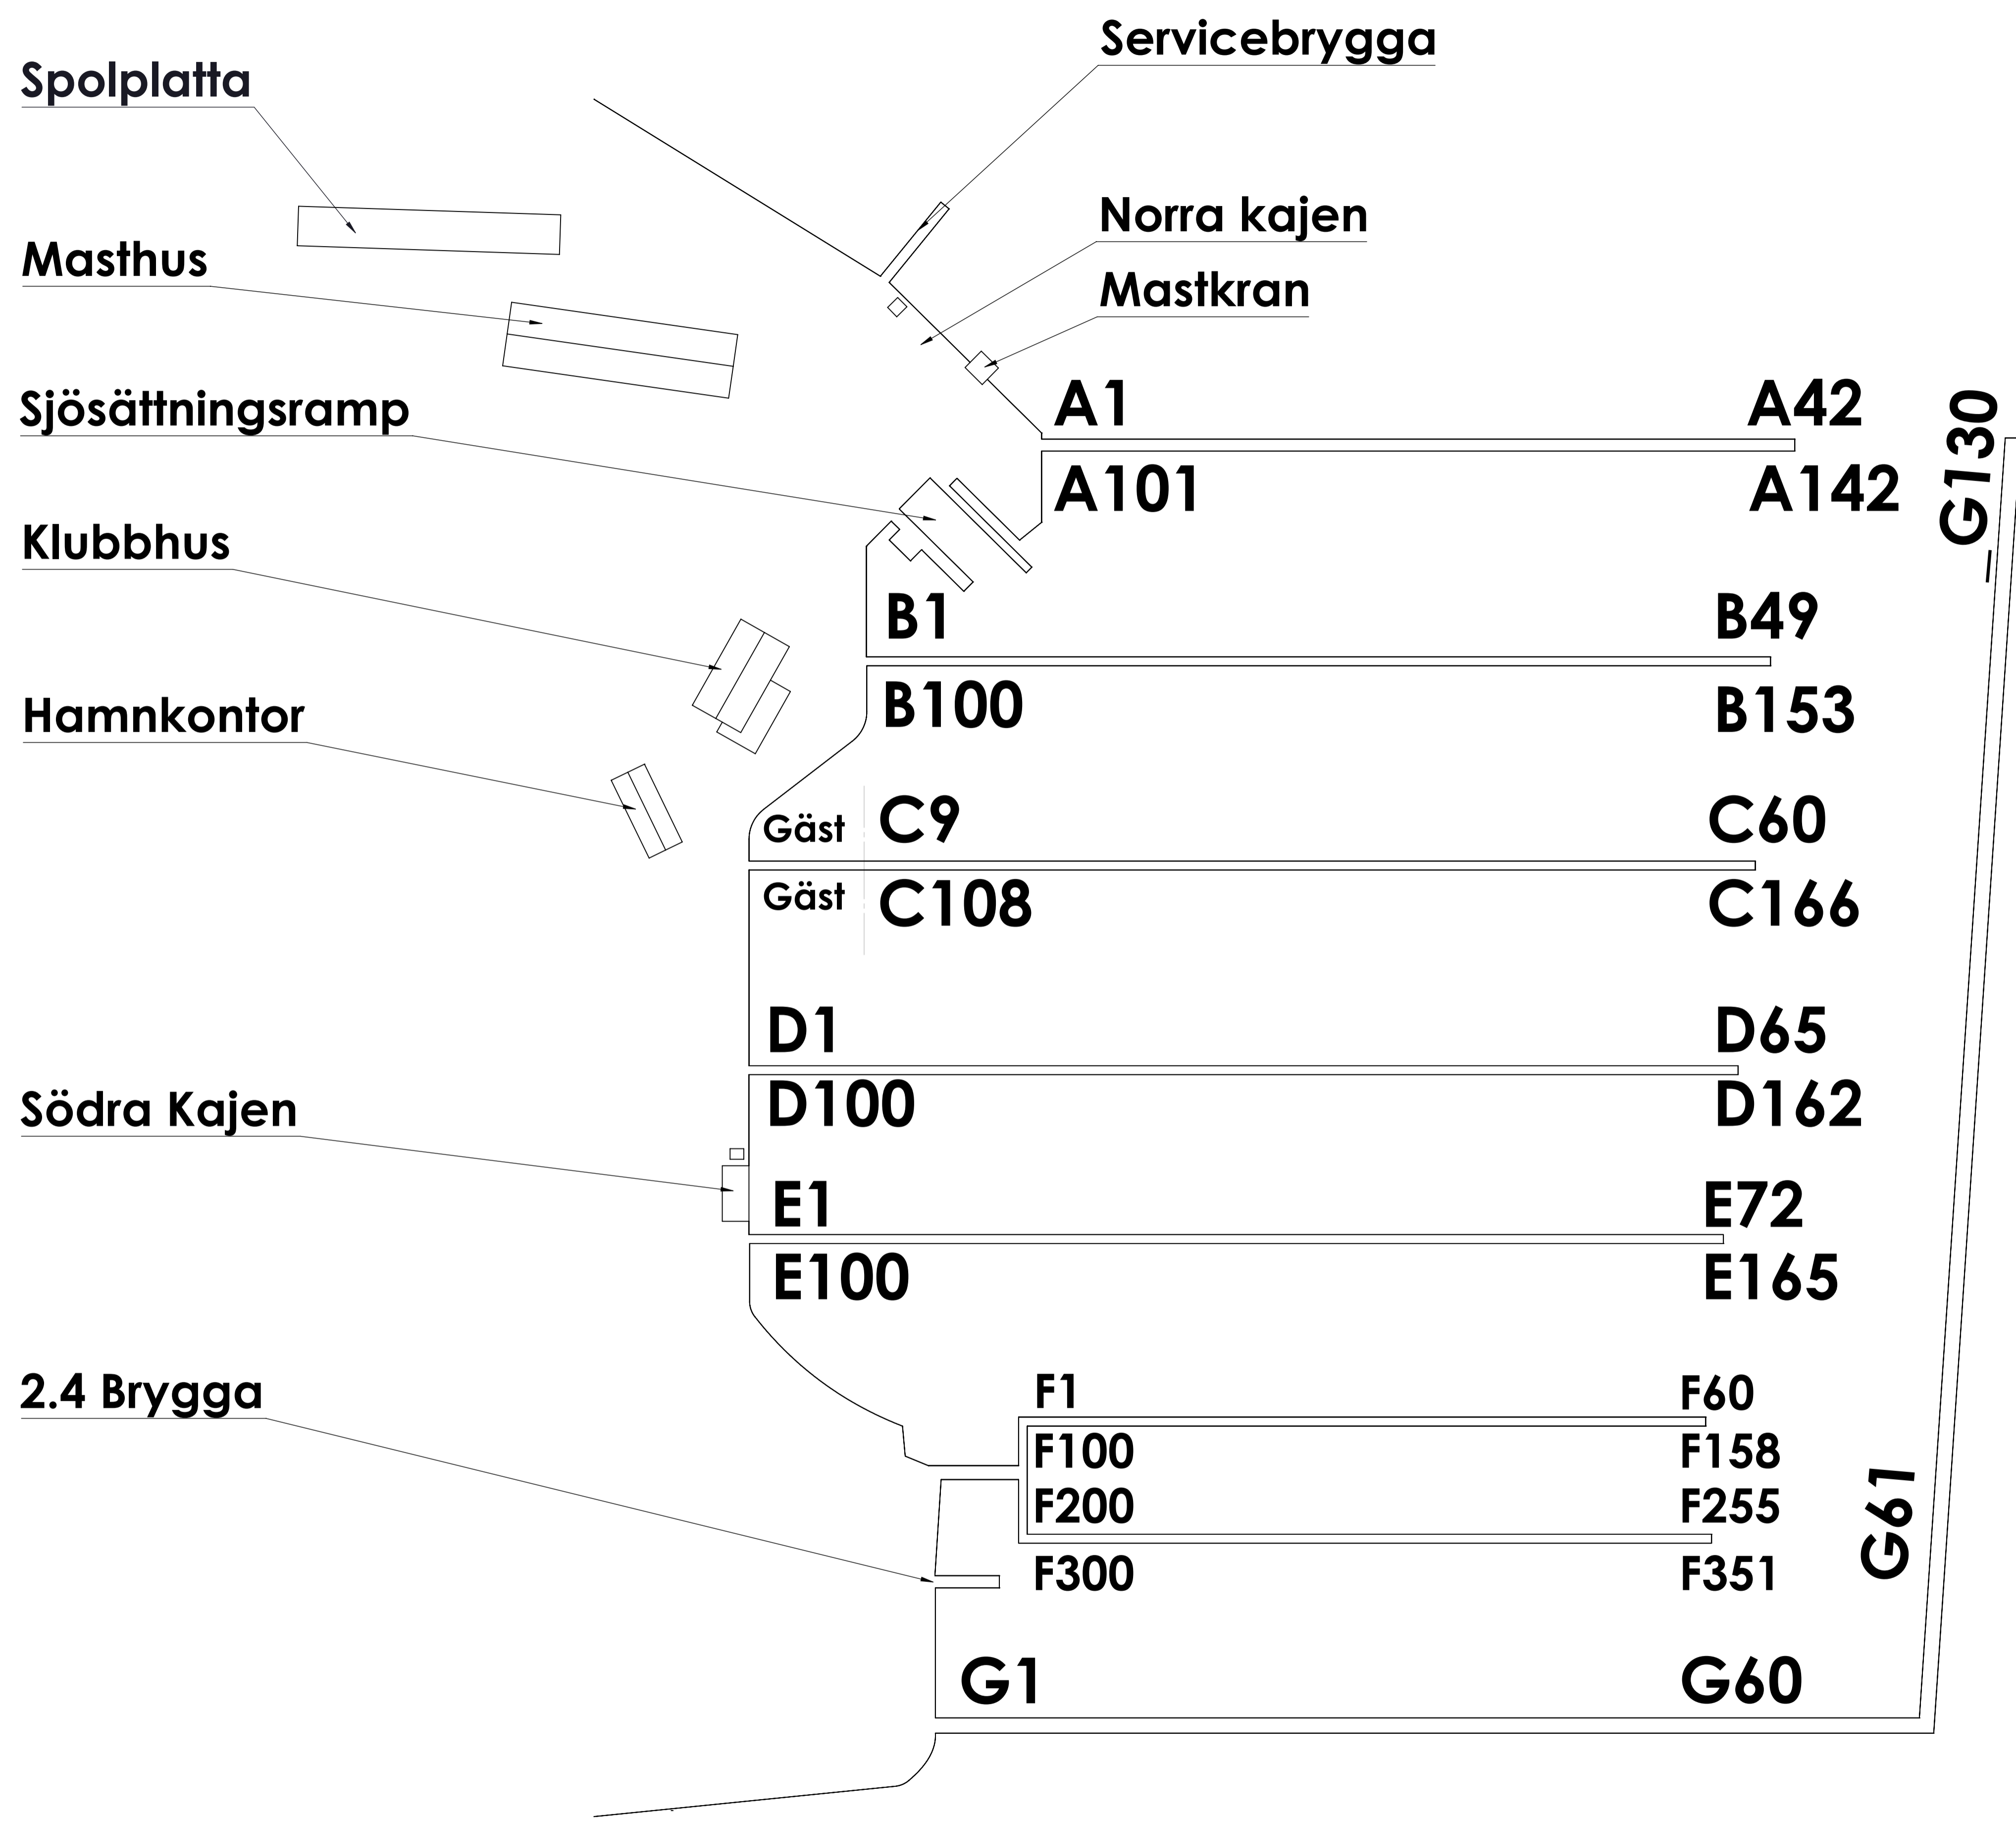 Servicebrygga
Spolplatta
Norra kajen
Masthus
Mastkran
A1 A42
Sjösättningsramp
_G130
A101 A142
Klubbhus
B1 B49
B100 B153
Hamnkontor
Gäst C9 C60
Gäst C108 C166
D1 D65
D100 D162
Södra Kajen
E1 E72
E100 E165
2.4 Brygga
F1 F60
F100 F158
F200 F255
G61
F300 F351
G1 G60